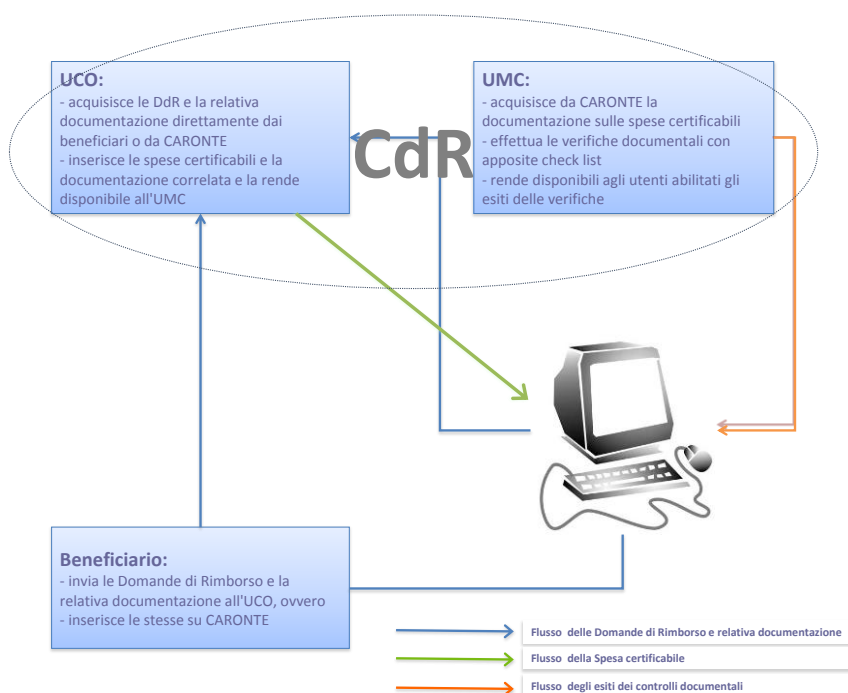 UCO:
- acquisisce le DdR e la relativa
documentazione direttamente dai
beneficiari o da CARONTE
- inserisce le spese certificabili e la
documentazione correlata e la rende
disponibile all'UMC
CdR
UMC:
- acquisisce da CARONTE la
documentazione sulle spese certificabili
- effettua le verifiche documentali con
apposite check list
- rende disponibili agli utenti abilitati gli
esiti delle verifiche
Beneficiario:
- invia le Domande di Rimborso e la
relativa documentazione all'UCO, ovvero
- inserisce le stesse su CARONTE
Flusso delle Domande di Rimborso e relativa documentazione
Flusso della Spesa certificabile
Flusso degli esiti dei controlli documentali